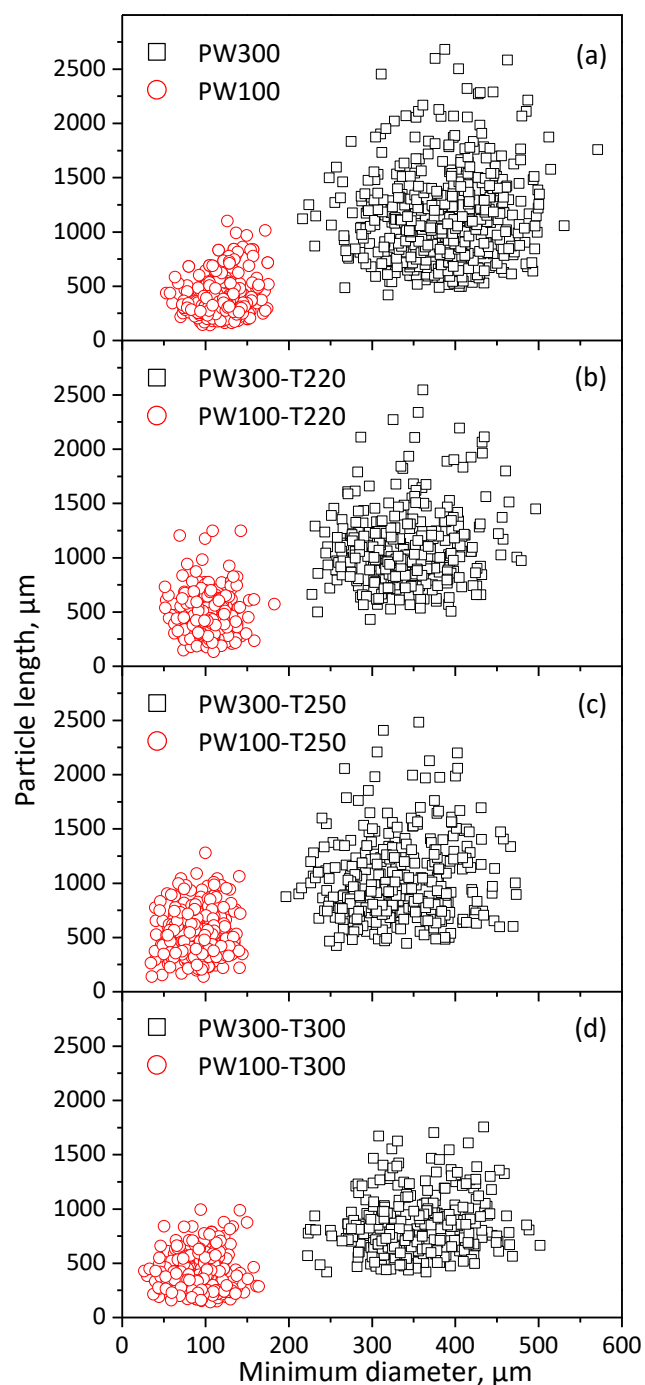 PW300 (a)
PW100
2500
2000
1500
1000
500
0
PW300-T220 (b)
PW100-T220
2500
2000
1500
1000
500
0
PW300-T250 (c)
PW100-T250
2500
2000
1500
1000
500
0
PW300-T300 (d)
PW100-T300
2500
2000
1500
1000
500
0
Particle length, μm
0 100 200 300 400 500 600
Minimum diameter, μm